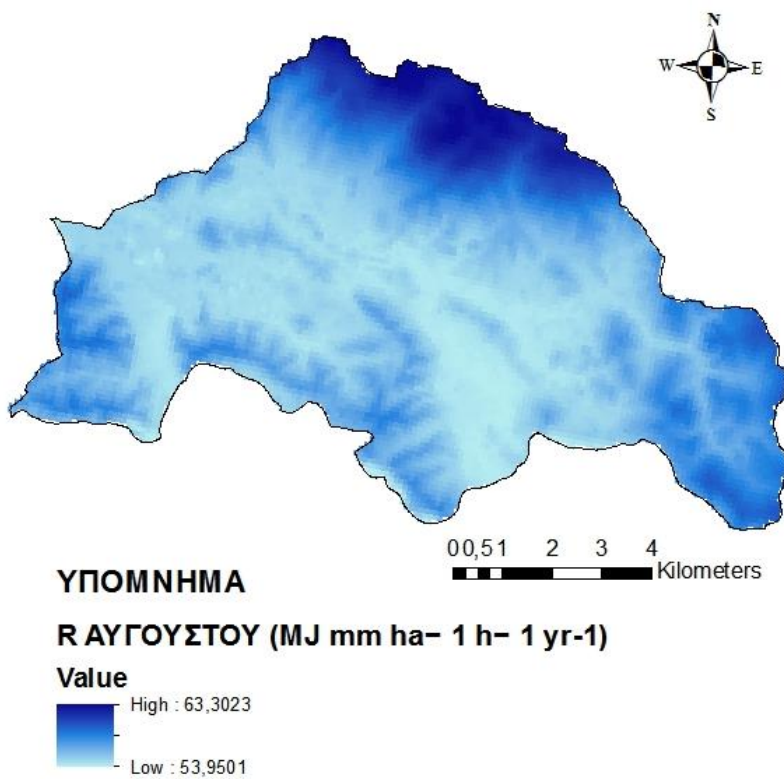 N
W E
S
0 0,5 1 2 3 4
Kilometers
ΥΠΟΜΝΗΜΑ
R ΑΥΓΟΥΣΤΟΥ (MJ mm ha− 1 h− 1 yr-1)
Value
High : 63,3023
Low : 53,9501